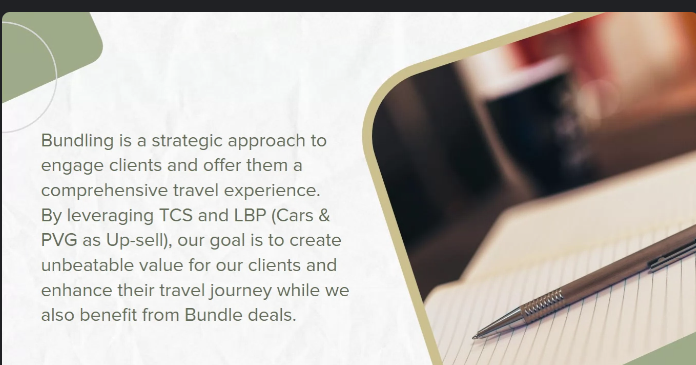 Bundling is a strategic approach to
engage clients and offer them a
comprehensive travel experience.
By leveraging TCS and LBP (Cars &
PVG as Up-sell), our goal is to create
unbeatable value for our clients and
enhance their travel journey while we
also benefit from Bundle deals.